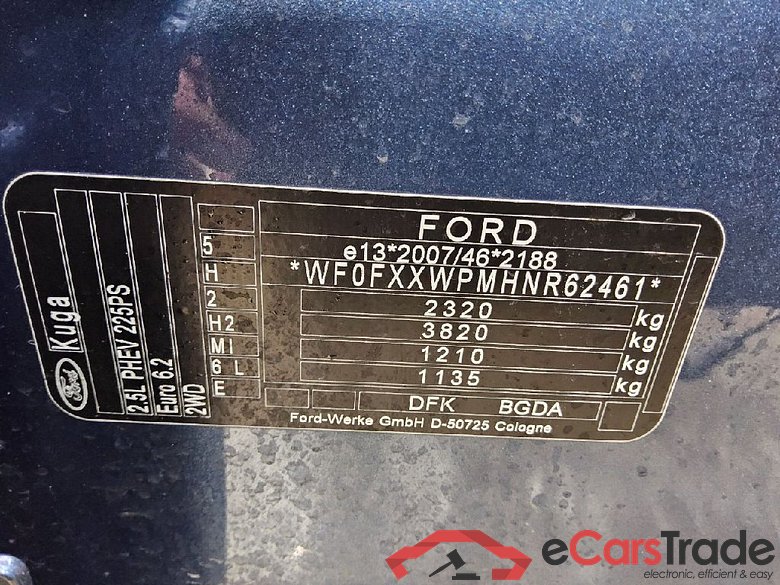 FORD
e13*2007/46*2188
*WF0FXXWPMHNR62461*
2320 kg
3820 kg
1210 kg
1135 kg
DFK BGDA
Ford-Werke GmbH D-50725 Cologne
5
H
2
H2
MI
6 L
E
2WD
Euro 6.2
2.5L PHEV 225PS
Kuga
Ford
eCarsTrade
electronic, efficient & easy